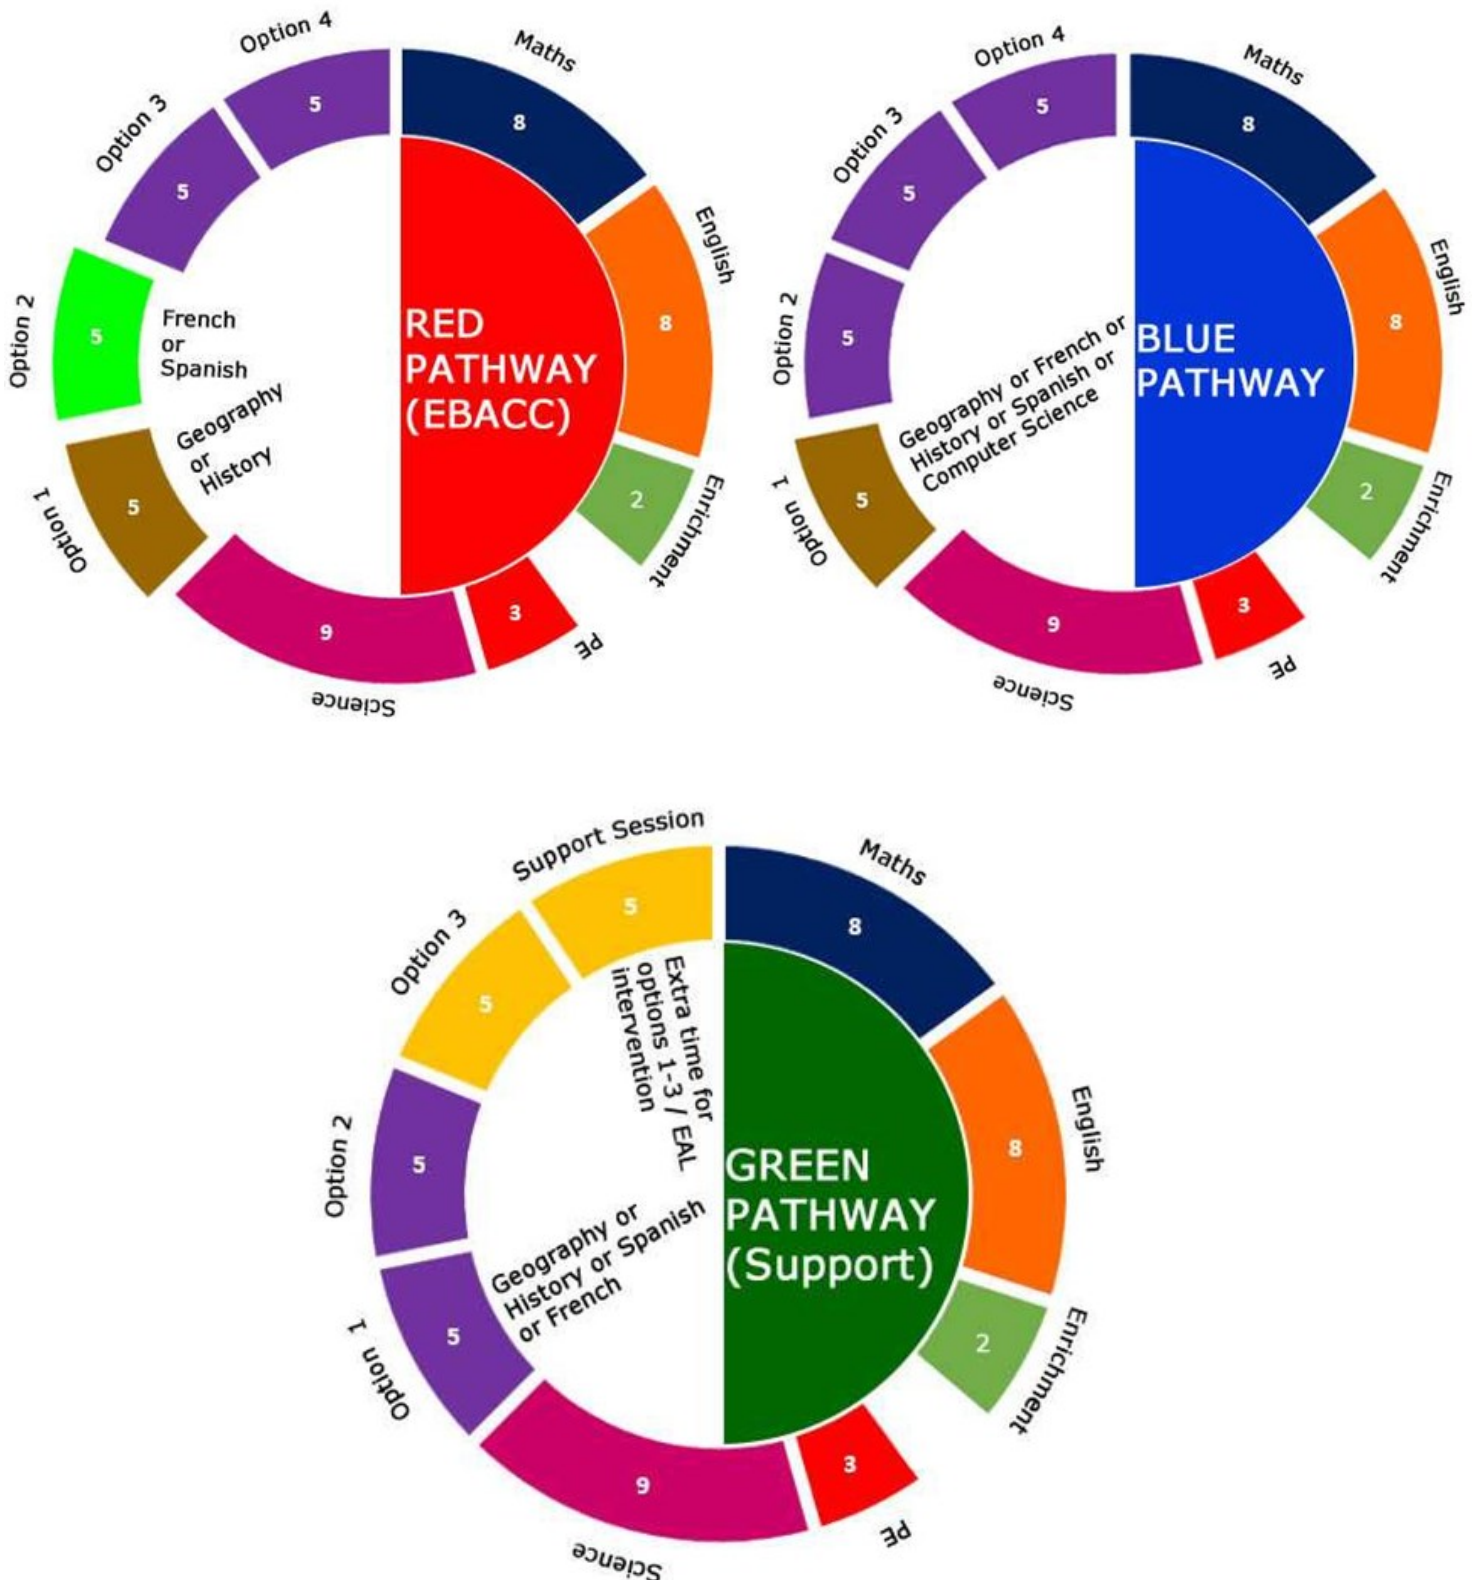 Option 4
Maths
5
8
Option 3
5
English
8
Option 2
5
French
or
Spanish
RED
PATHWAY
(EBACC)
Geography
or
History
Option 1
5
2
Enrichment
3
PE
9
Science
Option 4
Maths
5
8
Option 3
5
English
8
Option 2
5
BLUE
PATHWAY
Geography or French or
History or Spanish or
Computer Science
Option 1
5
2
Enrichment
3
PE
9
Science
Support Session
Maths
5
8
Option 3
5
Extra time for
options 1-3 / EAL
intervention
English
8
Option 2
5
GREEN
PATHWAY
(Support)
Geography or
History or Spanish
or French
Option 1
5
2
Enrichment
3
PE
9
Science